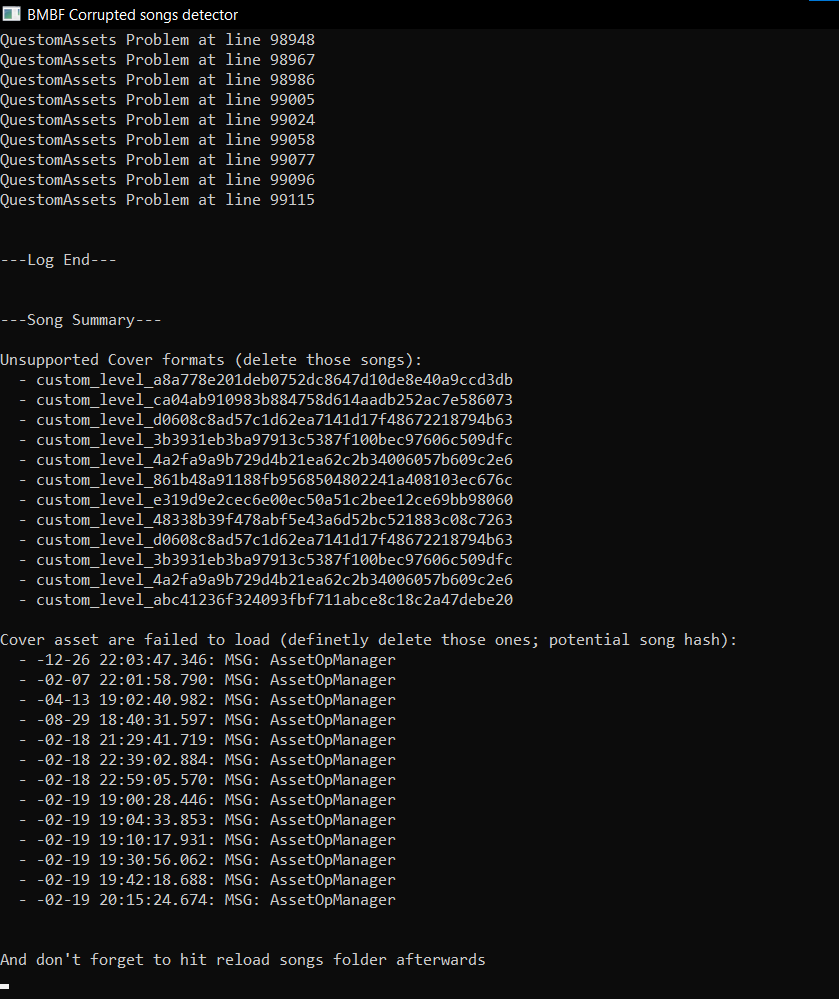 BMBF Corrupted songs detector
QuestomAssets Problem at line 98948
QuestomAssets Problem at line 98967
QuestomAssets Problem at line 98986
QuestomAssets Problem at line 99005
QuestomAssets Problem at line 99024
QuestomAssets Problem at line 99058
QuestomAssets Problem at line 99077
QuestomAssets Problem at line 99096
QuestomAssets Problem at line 99115
---Log End---
---Song Summary---
Unsupported Cover formats (delete those songs):
- custom_level_a8a778e201deb0752dc8647d10de8e40a9ccd3db
- custom_level_ca04ab910983b884758d614aadb252ac7e586073
- custom_level_d0608c8ad57c1d62ea7141d17f48672218794b63
- custom_level_3b3931eb3ba97913c5387f100bec97606c509dfc
- custom_level_4a2fa9a9b729d4b21ea62c2b34006057b609c2e6
- custom_level_861b48a91188fb9568504802241a408103ec676c
- custom_level_e319d9e2cec6e00ec50a51c2bee12ce69bb98060
- custom_level_48338b39f478abf5e43a6d52bc521883c08c7263
- custom_level_d0608c8ad57c1d62ea7141d17f48672218794b63
- custom_level_3b3931eb3ba97913c5387f100bec97606c509dfc
- custom_level_4a2fa9a9b729d4b21ea62c2b34006057b609c2e6
- custom_level_abc41236f324093fbf711abce8c18c2a47debe20
Cover asset are failed to load (definetly delete those ones; potential song hash):
- -12-26 22:03:47.346: MSG: AssetOpManager
- -02-07 22:01:58.790: MSG: AssetOpManager
- -04-13 19:02:40.982: MSG: AssetOpManager
- -08-29 18:40:31.597: MSG: AssetOpManager
- -02-18 21:29:41.719: MSG: AssetOpManager
- -02-18 22:39:02.884: MSG: AssetOpManager
- -02-18 22:59:05.570: MSG: AssetOpManager
- -02-19 19:00:28.446: MSG: AssetOpManager
- -02-19 19:04:33.853: MSG: AssetOpManager
- -02-19 19:10:17.931: MSG: AssetOpManager
- -02-19 19:30:56.062: MSG: AssetOpManager
- -02-19 19:42:18.688: MSG: AssetOpManager
- -02-19 20:15:24.674: MSG: AssetOpManager
And don't forget to hit reload songs folder afterwards